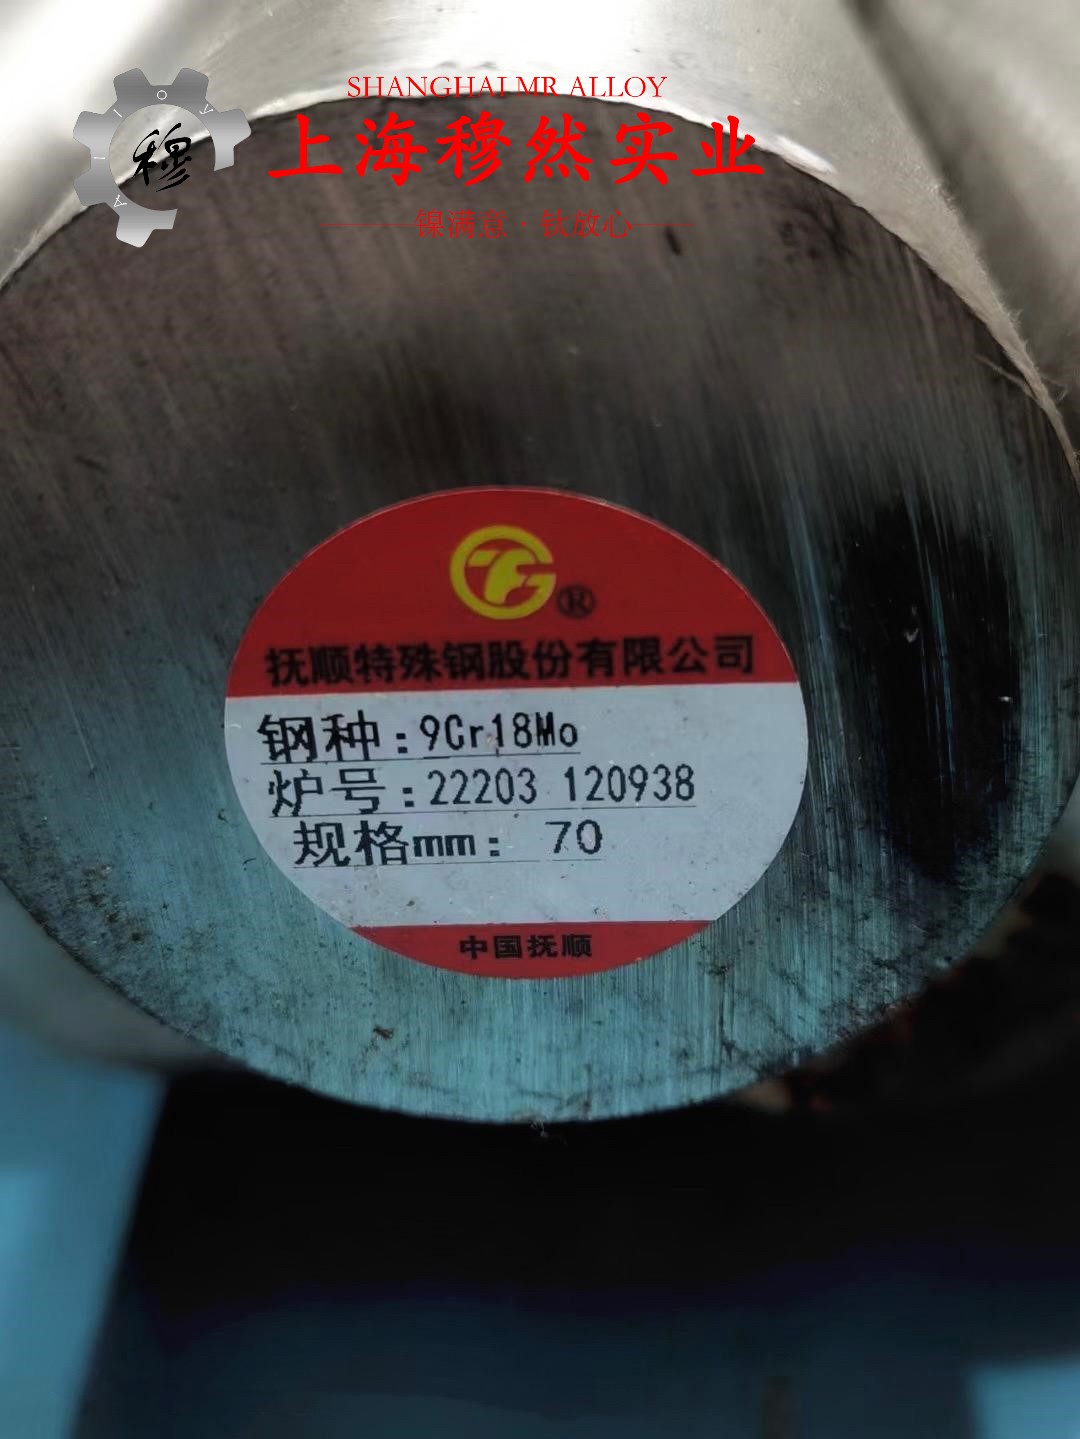 SHANGHAI MR ALLOY
上海穆然实业
穆
镍满意·钛放心
®
抚顺特殊钢股份有限公司
钢种:9Cr18Mo
炉号:22203 120938
规格mm: 70
中国抚顺